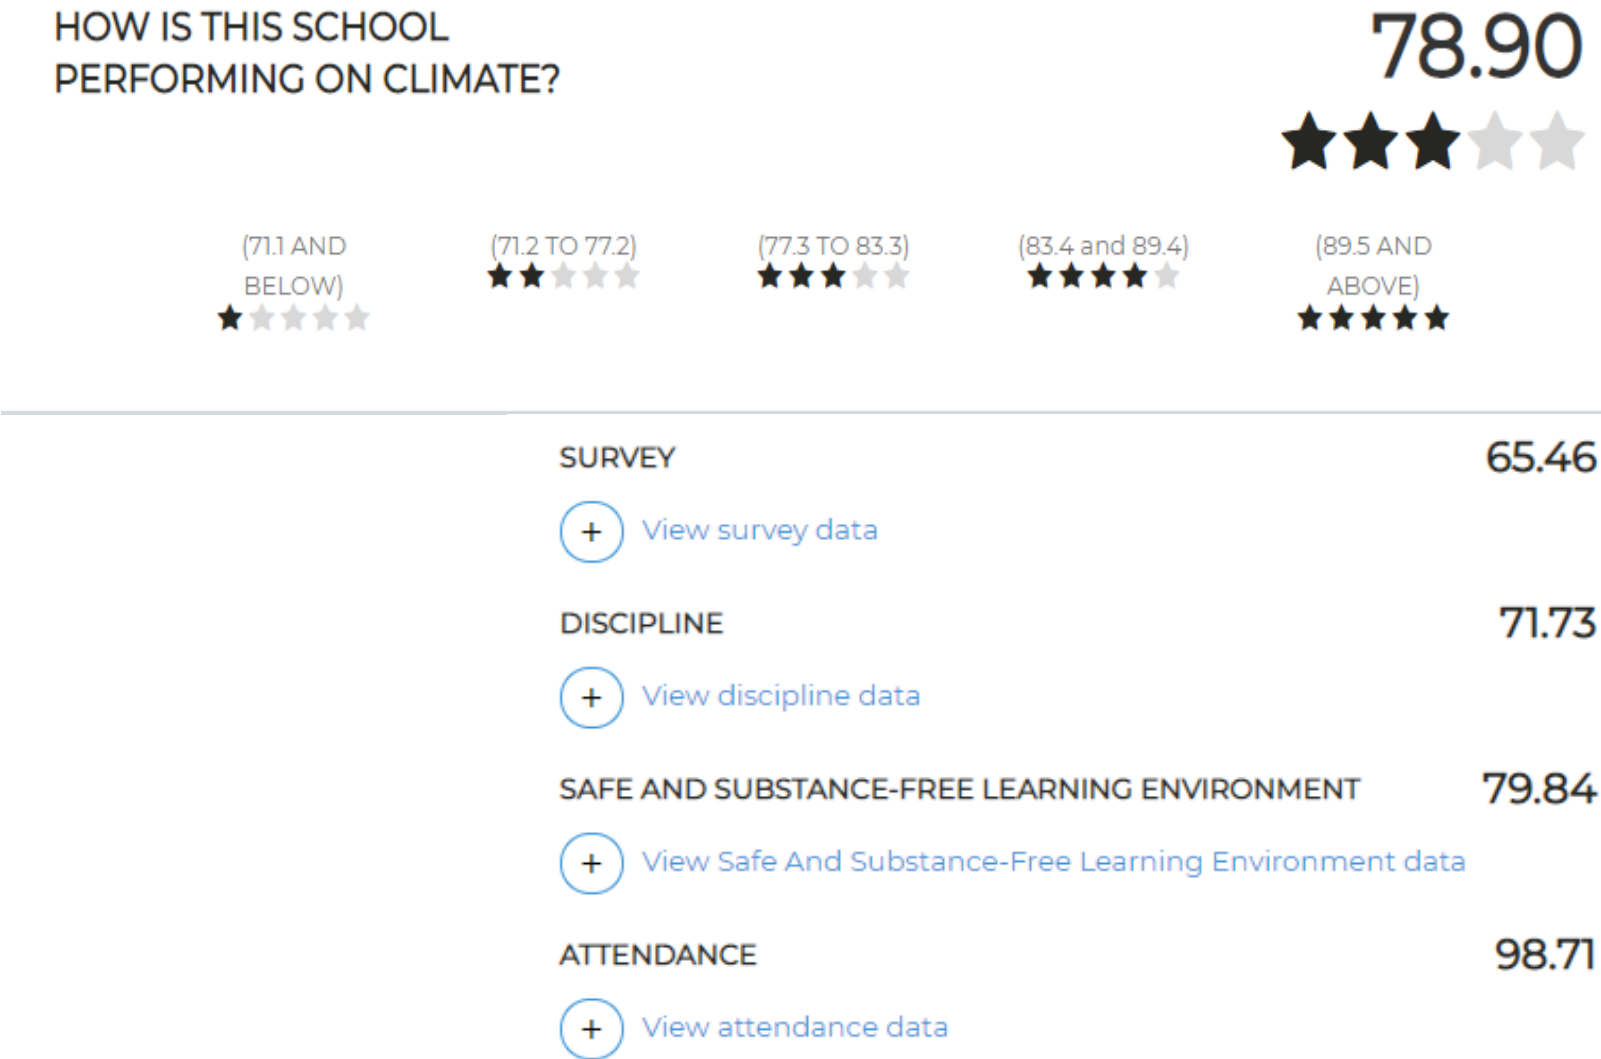 HOW IS THIS SCHOOL
PERFORMING ON CLIMATE?
78.90
(71.1 AND
BELOW)
(71.2 TO 77.2)
(77.3 TO 83.3)
(83.4 and 89.4)
(89.5 AND
ABOVE)
SURVEY 65.46
+ View survey data
DISCIPLINE 71.73
+ View discipline data
SAFE AND SUBSTANCE-FREE LEARNING ENVIRONMENT 79.84
+ View Safe And Substance-Free Learning Environment data
ATTENDANCE 98.71
+ View attendance data